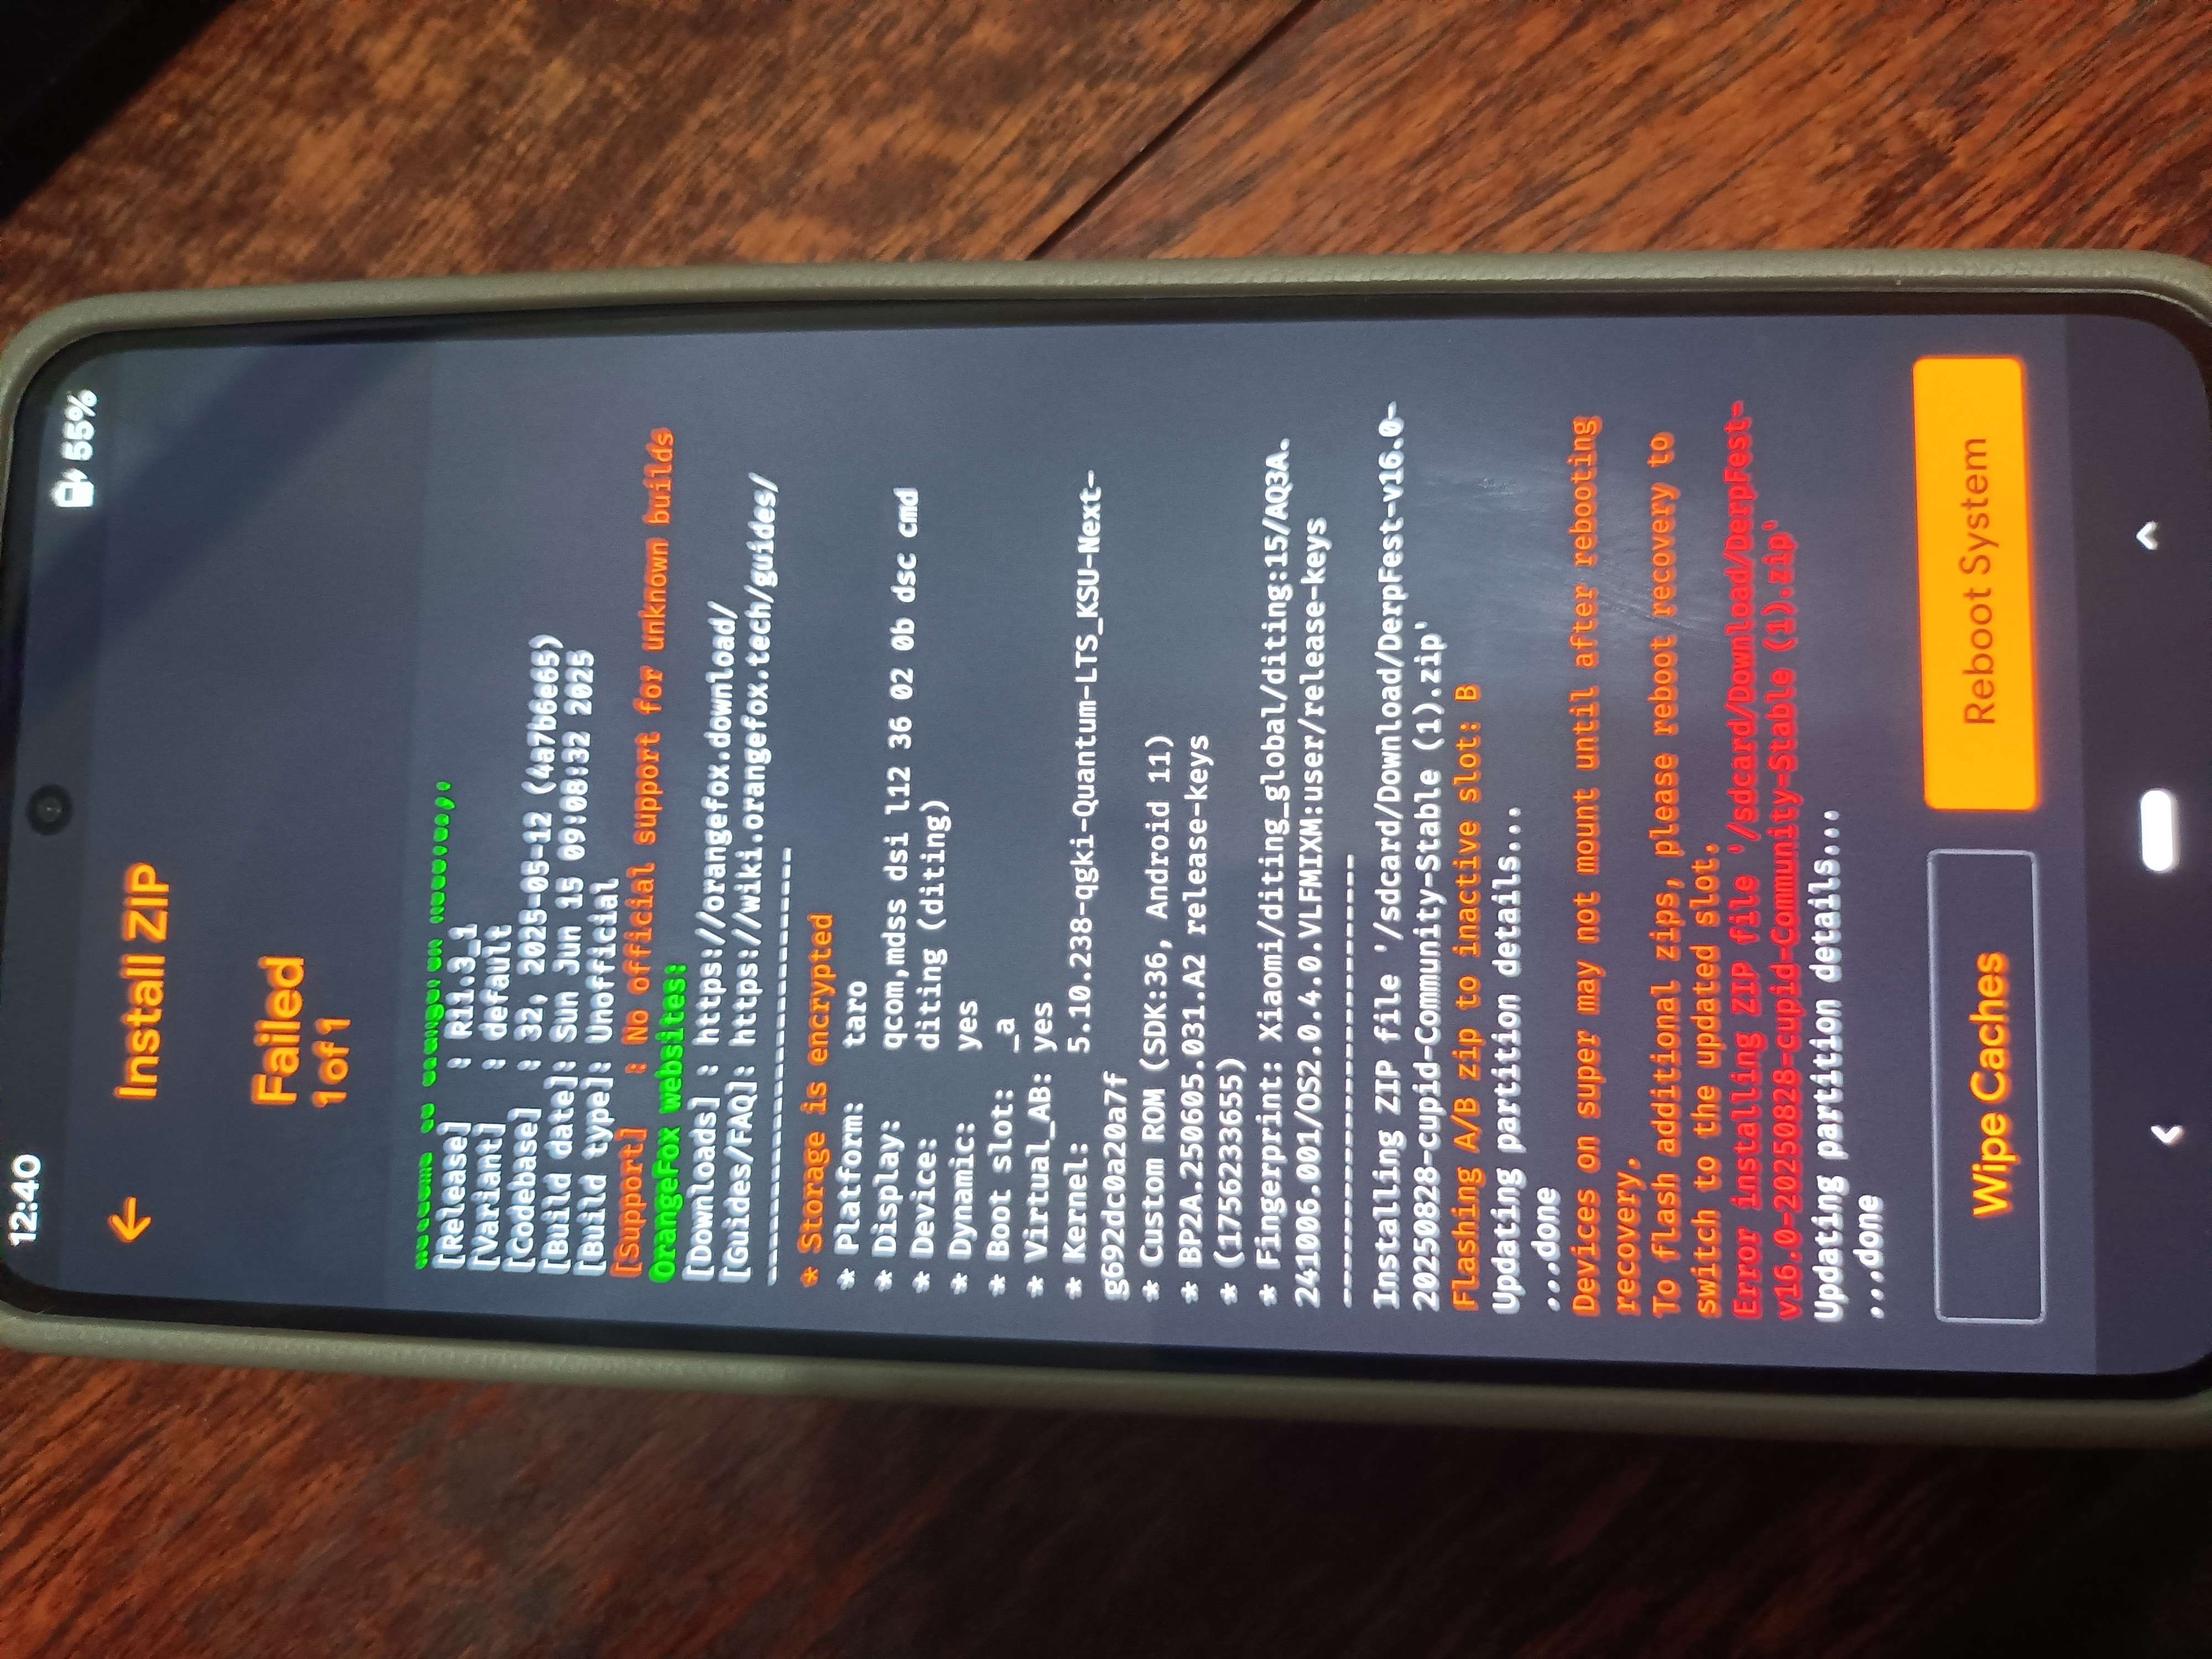 12:40
55%
Install ZIP
Failed
1 of 1
[Release] : R11.3_1
[Variant] : default
[Codebase] : 32, 2025-05-12 (4a7b6e65)
[Build date]: Sun Jun 15 09:08:32 2025
[Build type]: Unofficial
[Support] : No official support for unknown builds
OrangeFox websites:
[Downloads] : https://orangefox.download/
[Guides/FAQ]: https://wiki.orangefox.tech/guides/
--------------------------------
* Storage is encrypted
* Platform: taro
* Display: qcom,mdss dsi l12 36 02 0b dsc cmd
* Device: diting (diting)
* Dynamic: yes
* Boot slot: _a
* Virtual_AB: yes
* Kernel: 5.10.238-qgki-Quantum-LTS_KSU-Next-
g692dc0a20a7f
* Custom ROM (SDK:36, Android 11)
* BP2A.250605.031.A2 release-keys
* (1756233655)
* Fingerprint: Xiaomi/diting_global/diting:15/AQ3A.
241006.001/OS2.0.4.0.VLFMIXM:user/release-keys
--------------------------------
Installing ZIP file '/sdcard/Download/DerpFest-v16.0-
20250828-cupid-Community-Stable (1).zip'
Flashing A/B zip to inactive slot: B
Updating partition details...
...done
Devices on super may not mount until after rebooting
recovery.
To flash additional zips, please reboot recovery to
switch to the updated slot.
Error installing ZIP file '/sdcard/Download/DerpFest-
v16.0-20250828-cupid-Community-Stable (1).zip'
Updating partition details...
...done
Wipe Caches
Reboot System